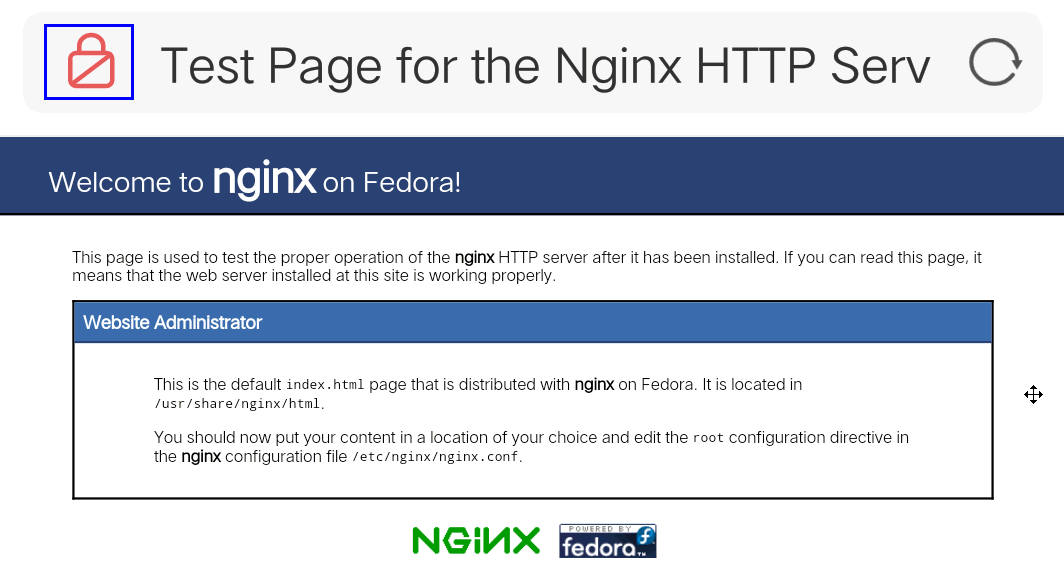 Test Page for the Nginx HTTP Serv
Welcome to nginx on Fedora!
This page is used to test the proper operation of the nginx HTTP server after it has been installed. If you can read this page, it
means that the web server installed at this site is working properly.
Website Administrator
This is the default index.html page that is distributed with nginx on Fedora. It is located in
/usr/share/nginx/html.
You should now put your content in a location of your choice and edit the root configuration directive in
the nginx configuration file /etc/nginx/nginx.conf.
NGiNX
POWERED BY
fedora™